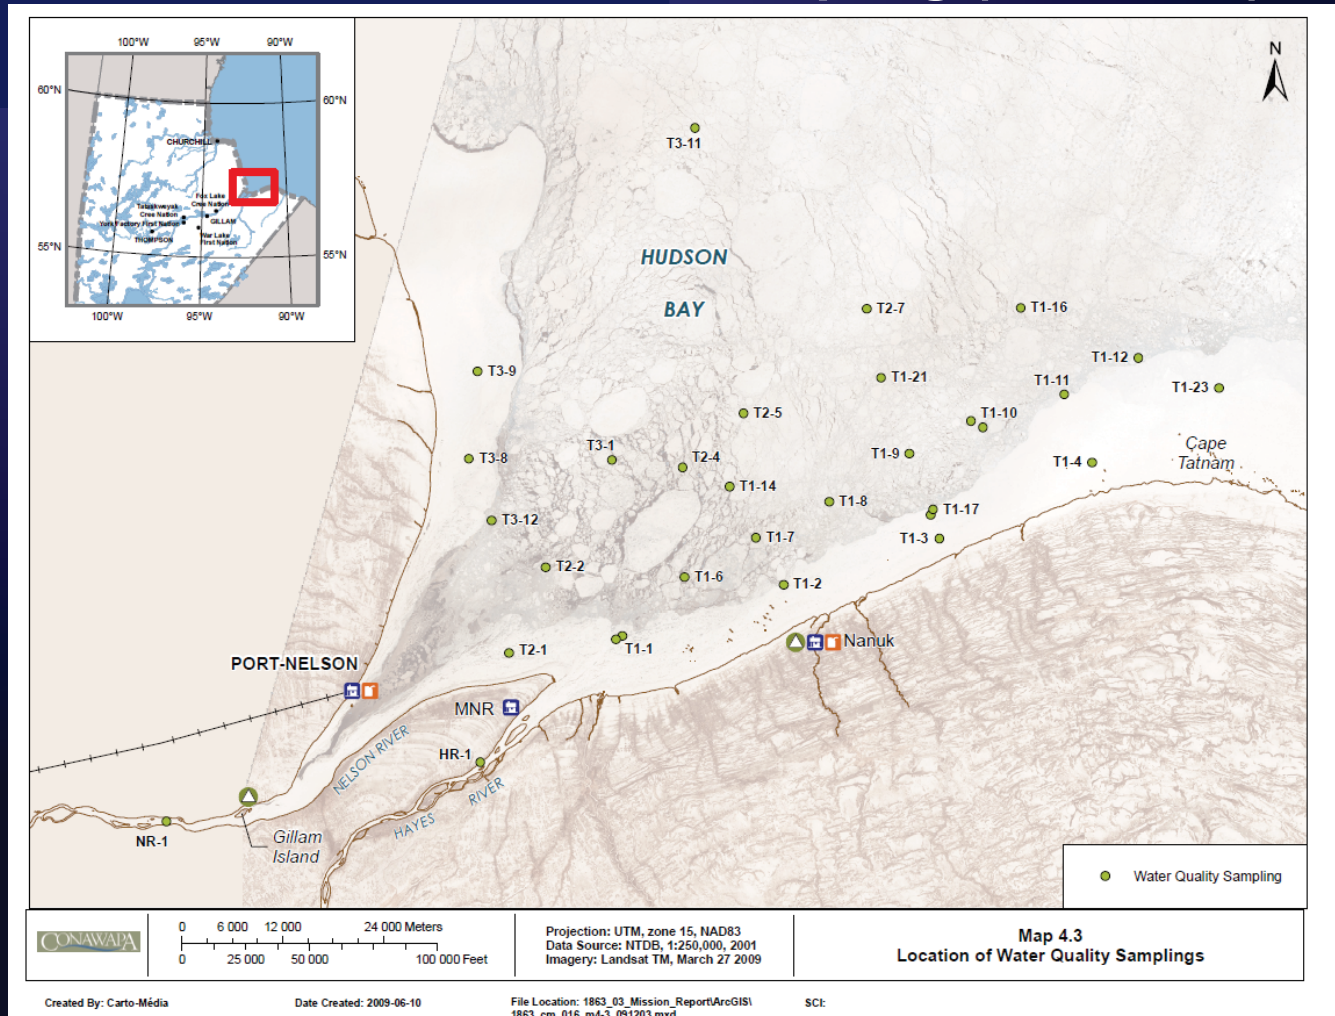 100°W
95°W
90°W
60°N
60°N
CHURCHILL
Fox Lake
Cree Nation
Tataskweyak
Cree Nation
GILLAM
York Factory First Nation
War Lake
First Nation
THOMPSON
55°N
55°N
100°W
95°W
90°W
N
T3-11
HUDSON
BAY
T2-7
T1-16
T1-12
T3-9
T1-21
T1-11
T1-23
T2-5
T1-10
T3-1
T1-9
Cape
Tatnam
T3-8
T2-4
T1-4
T1-14
T1-8
T1-17
T3-12
T1-7
T1-3
T2-2
T1-6
T1-2
T2-1
T1-1
Nanuk
PORT-NELSON
MNR
NELSON RIVER
HR-1
HAYES RIVER
NR-1
Gillam
Island
Water Quality Sampling
CONAWAPA
0 6 000 12 000 24 000 Meters
0 25 000 50 000 100 000 Feet
Projection: UTM, zone 15, NAD83
Data Source: NTDB, 1:250,000, 2001
Imagery: Landsat TM, March 27 2009
Map 4.3
Location of Water Quality Samplings
Created By: Carto-Média
Date Created: 2009-06-10
File Location: 1863_03_Mission_Report\ArcGIS\
1863_cm_016_m4-3_091203.mxd
SCI: